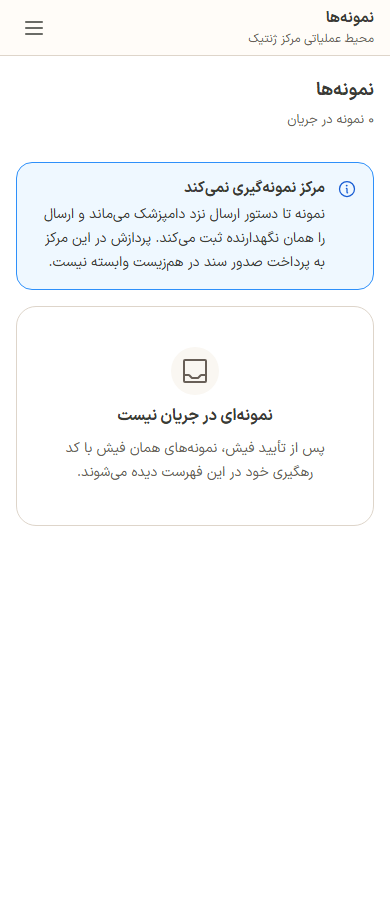 نمونه‌ها
محیط عملیاتی مرکز ژنتیک
نمونه‌ها
۰ نمونه در جریان
مرکز نمونه‌گیری نمی‌کند
نمونه تا دستور ارسال نزد دامپزشک می‌ماند و ارسال
را همان نگهدارنده ثبت می‌کند. پردازش در این مرکز
به پرداخت صدور سند در هم‌زیست وابسته نیست.
نمونه‌ای در جریان نیست
پس از تأیید فیش، نمونه‌های همان فیش با کد
رهگیری خود در این فهرست دیده می‌شوند.